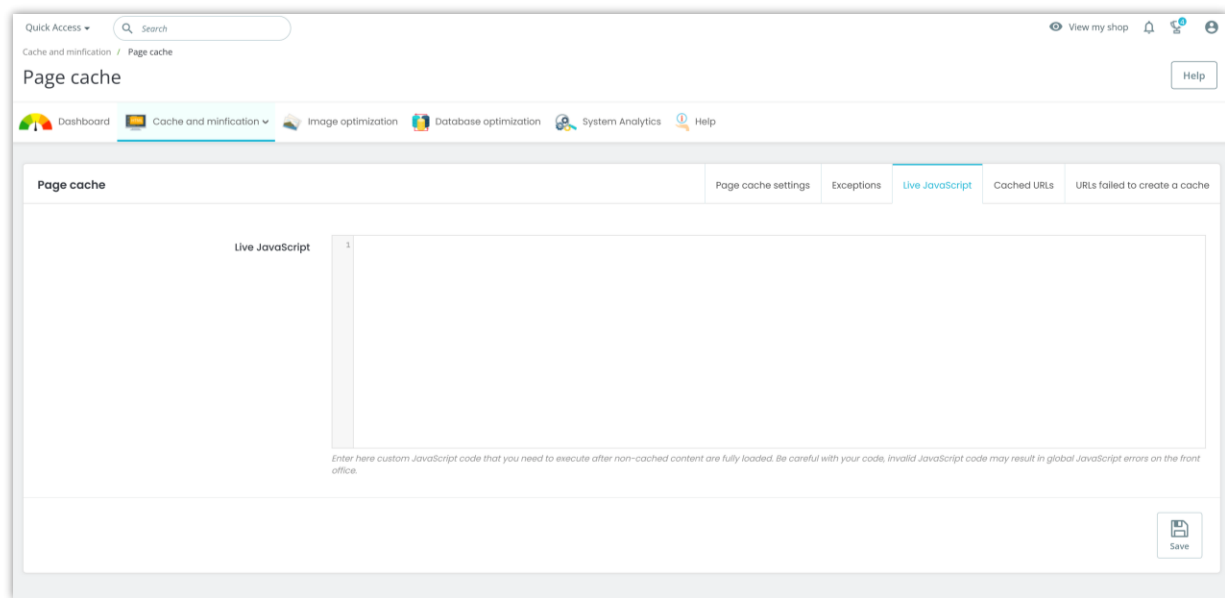 Quick Access Search View my shop 4
Cache and minfication / Page cache
Page cache Help
Dashboard Cache and minfication Image optimization Database optimization System Analytics Help
Page cache Page cache settings Exceptions Live JavaScript Cached URLs URLs failed to create a cache
Live JavaScript 1
Enter here custom JavaScript code that you need to execute after non-cached content are fully loaded. Be careful with your code, invalid JavaScript code may result in global JavaScript errors on the front
office.
Save